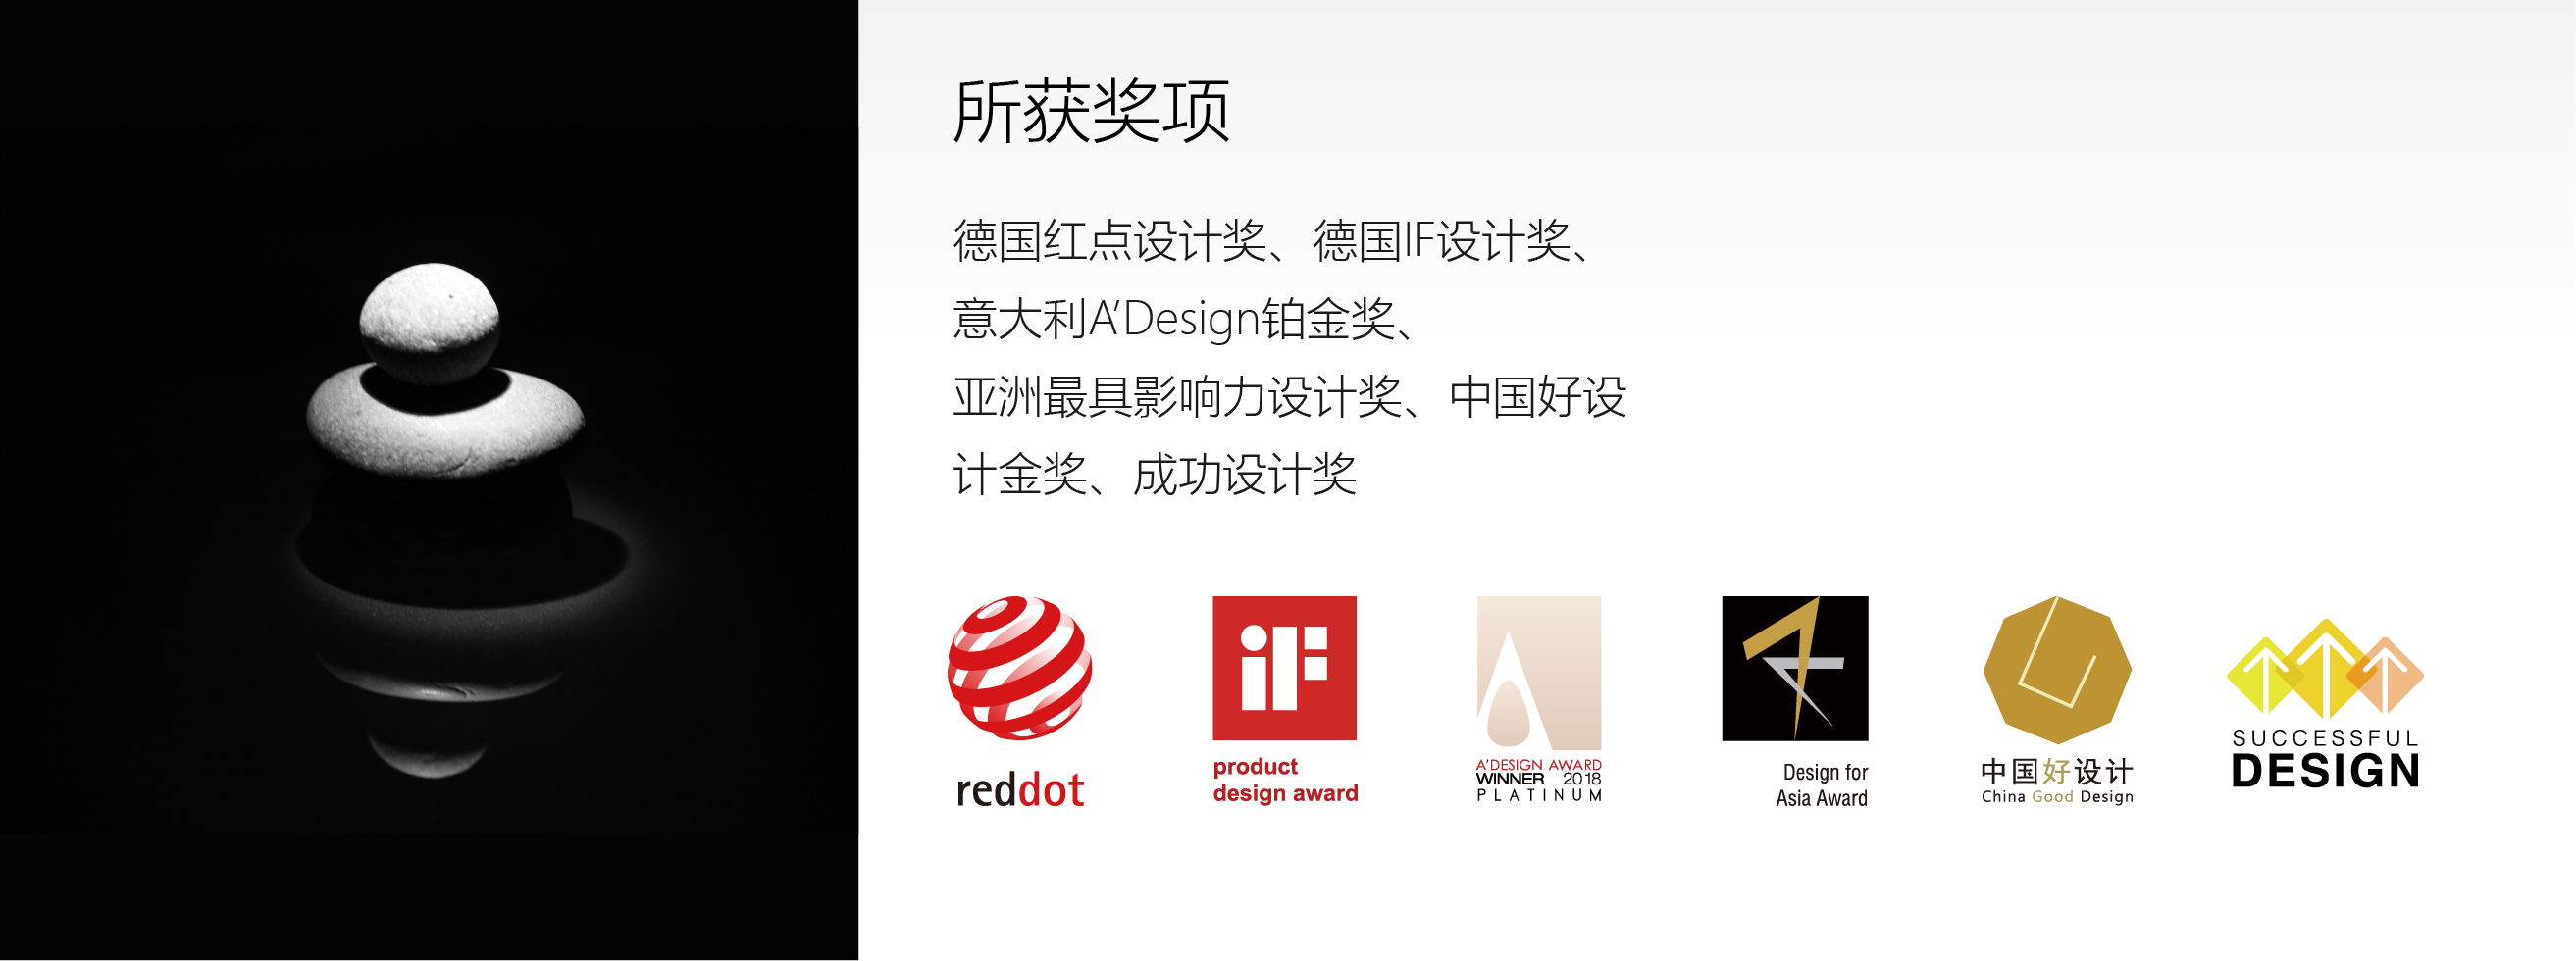 所获奖项
德国红点设计奖、德国IF设计奖、
意大利A'Design铂金奖、
亚洲最具影响力设计奖、中国好设
计金奖、成功设计奖
reddot
iF
product
design award
A'DESIGN AWARD
WINNER 2018
PLATINUM
Design for
Asia Award
中国好设计
China Good Design
SUCCESSFUL
DESIGN